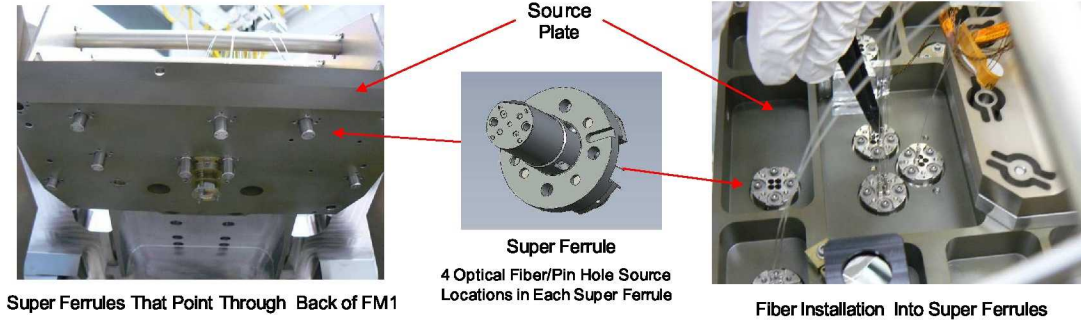 Source
Plate
Super Ferrule
4 Optical Fiber/Pin Hole Source
Locations in Each Super Ferrule
Super Ferrules That Point Through Back of FM1
Fiber Installation Into Super Ferrules